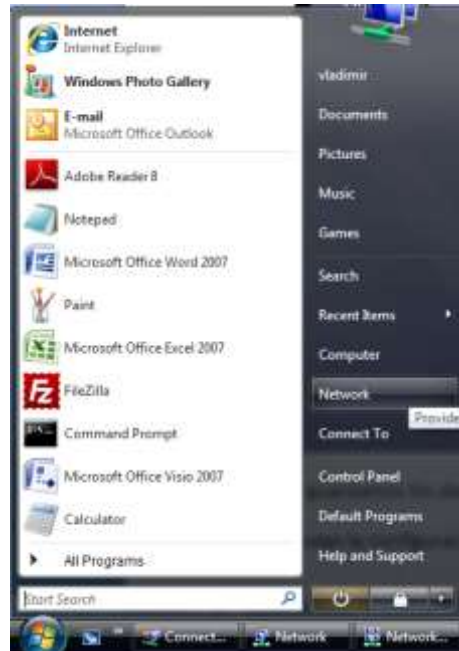 Internet
Internet Explorer
Windows Photo Gallery
E-mail
Microsoft Office Outlook
Adobe Reader 8
Notepad
Microsoft Office Word 2007
Paint
Microsoft Office Excel 2007
FileZilla
Command Prompt
Microsoft Office Visio 2007
Calculator
All Programs
Start Search
vladimir
Documents
Pictures
Music
Games
Search
Recent Items
Computer
Network
Provide
Connect To
Control Panel
Default Programs
Help and Support
Connect...
Network
Network...